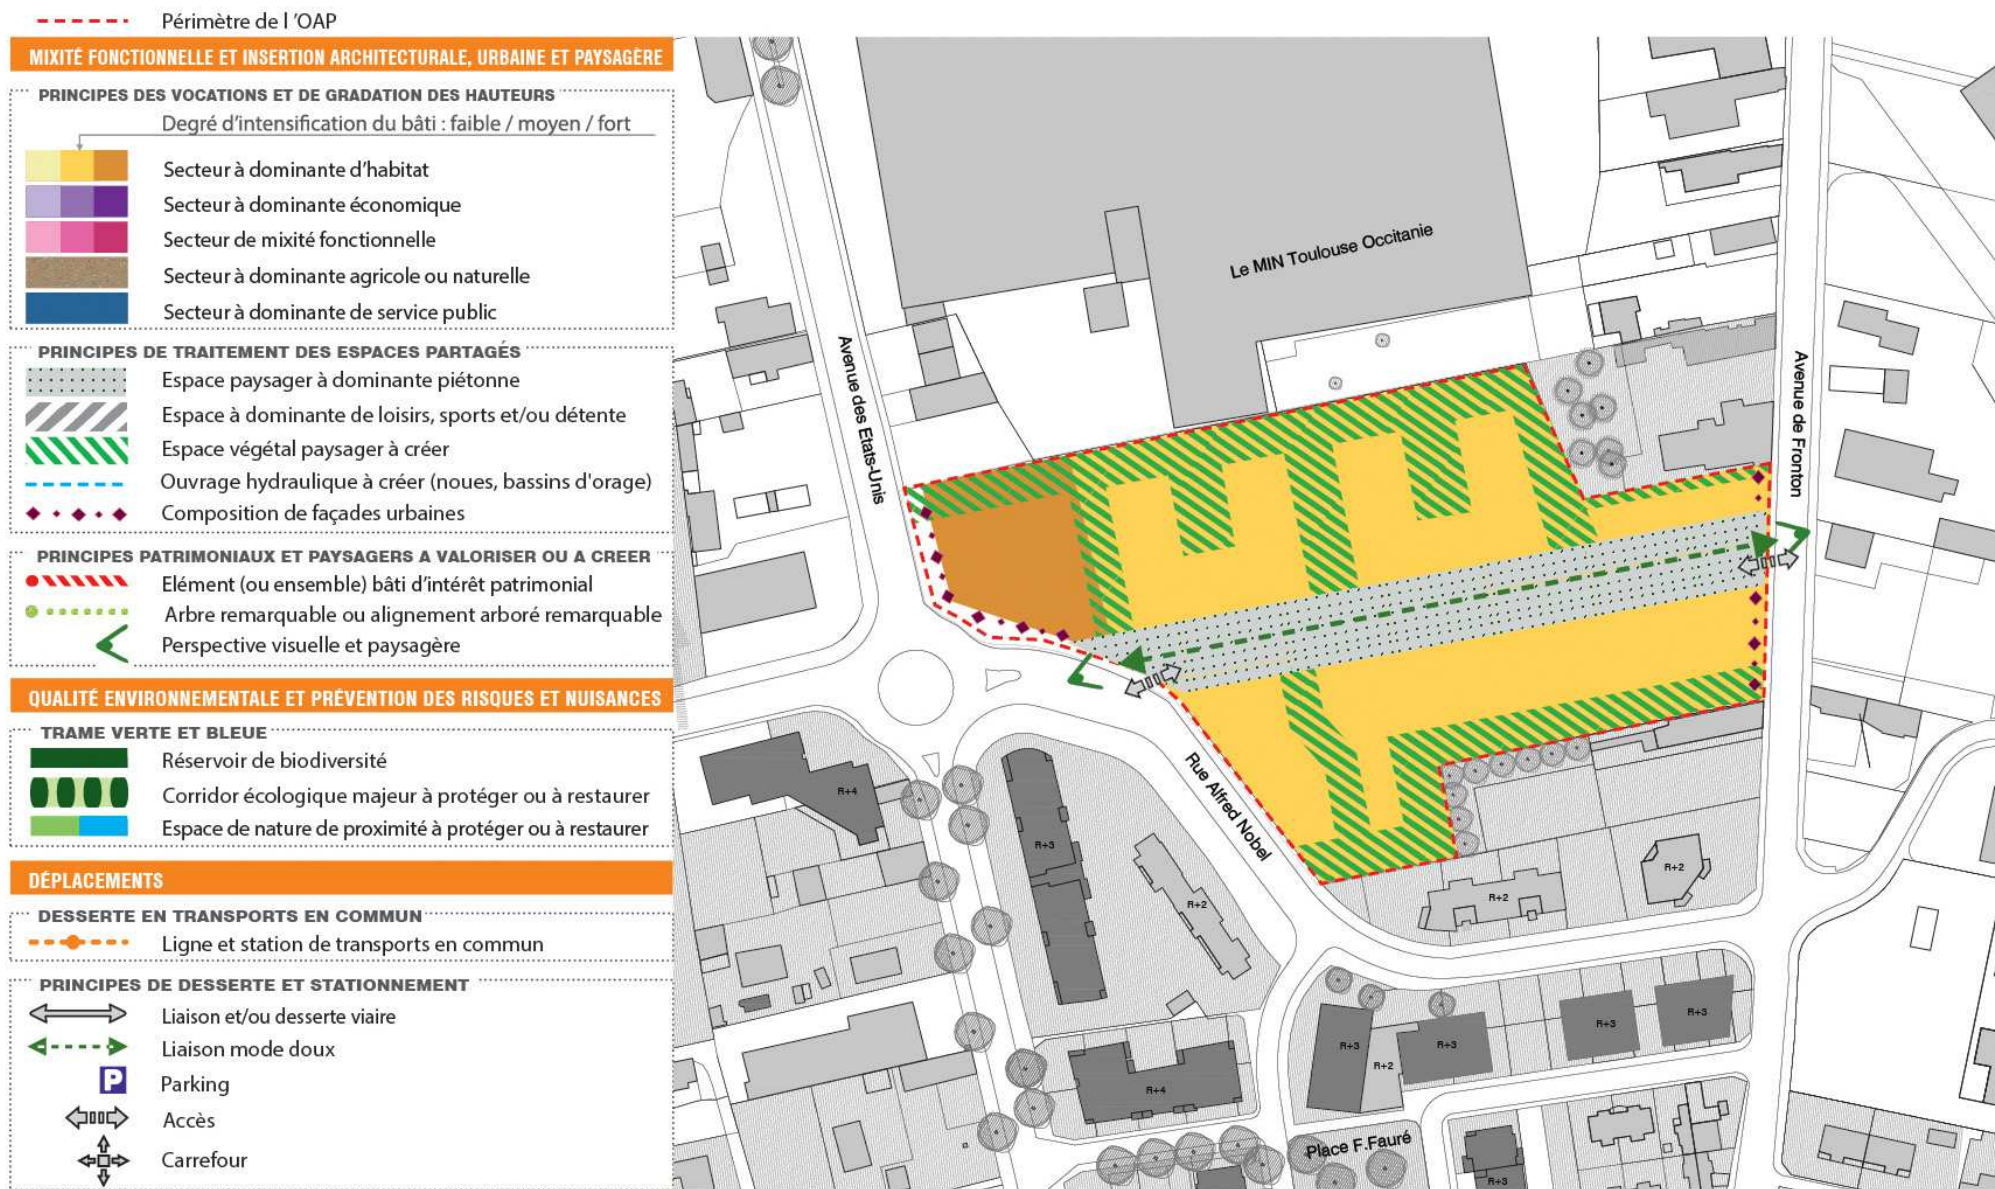 Périmètre de l 'OAP
MIXITÉ FONCTIONNELLE ET INSERTION ARCHITECTURALE, URBAINE ET PAYSAGÈRE
PRINCIPES DES VOCATIONS ET DE GRADATION DES HAUTEURS
Degré d'intensification du bâti : faible / moyen / fort
Secteur à dominante d'habitat
Secteur à dominante économique
Secteur de mixité fonctionnelle
Secteur à dominante agricole ou naturelle
Secteur à dominante de service public
PRINCIPES DE TRAITEMENT DES ESPACES PARTAGÉS
Espace paysager à dominante piétonne
Espace à dominante de loisirs, sports et/ou détente
Espace végétal paysager à créer
Ouvrage hydraulique à créer (noues, bassins d'orage)
Composition de façades urbaines
PRINCIPES PATRIMONIAUX ET PAYSAGERS A VALORISER OU A CREER
Elément (ou ensemble) bâti d'intérêt patrimonial
Arbre remarquable ou alignement arboré remarquable
Perspective visuelle et paysagère
QUALITÉ ENVIRONNEMENTALE ET PRÉVENTION DES RISQUES ET NUISANCES
TRAME VERTE ET BLEUE
Réservoir de biodiversité
Corridor écologique majeur à protéger ou à restaurer
Espace de nature de proximité à protéger ou à restaurer
DÉPLACEMENTS
DESSERTE EN TRANSPORTS EN COMMUN
Ligne et station de transports en commun
PRINCIPES DE DESSERTE ET STATIONNEMENT
Liaison et/ou desserte viaire
Liaison mode doux
P Parking
Accès
Carrefour
Le MIN Toulouse Occitanie
Avenue des Etats-Unis
Avenue de Fronton
Rue Alfred Nobel
R+4
R+3
R+2
R+2
R+2
R+3
R+3
R+3
R+2
R+3
R+4
Place F.Fauré
R+3